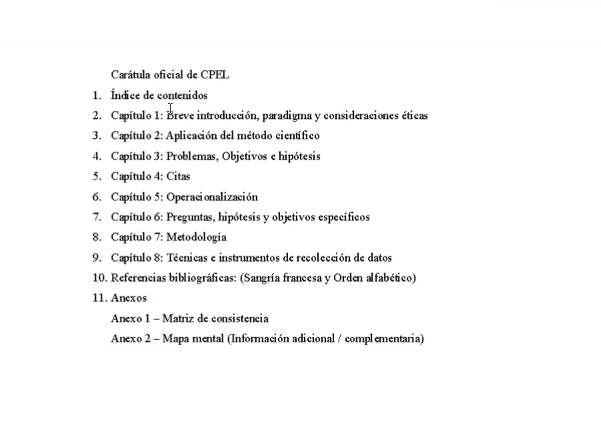 Carátula oficial de CPEL
1. Índice de contenidos
2. Capítulo 1: Breve introducción, paradigma y consideraciones éticas
3. Capítulo 2: Aplicación del método científico
4. Capítulo 3: Problemas, Objetivos e hipótesis
5. Capítulo 4: Citas
6. Capítulo 5: Operacionalización
7. Capítulo 6: Preguntas, hipótesis y objetivos específicos
8. Capítulo 7: Metodología
9. Capítulo 8: Técnicas e instrumentos de recolección de datos
10. Referencias bibliográficas: (Sangría francesa y Orden alfabético)
11. Anexos
Anexo 1 – Matriz de consistencia
Anexo 2 – Mapa mental (Información adicional / complementaria)